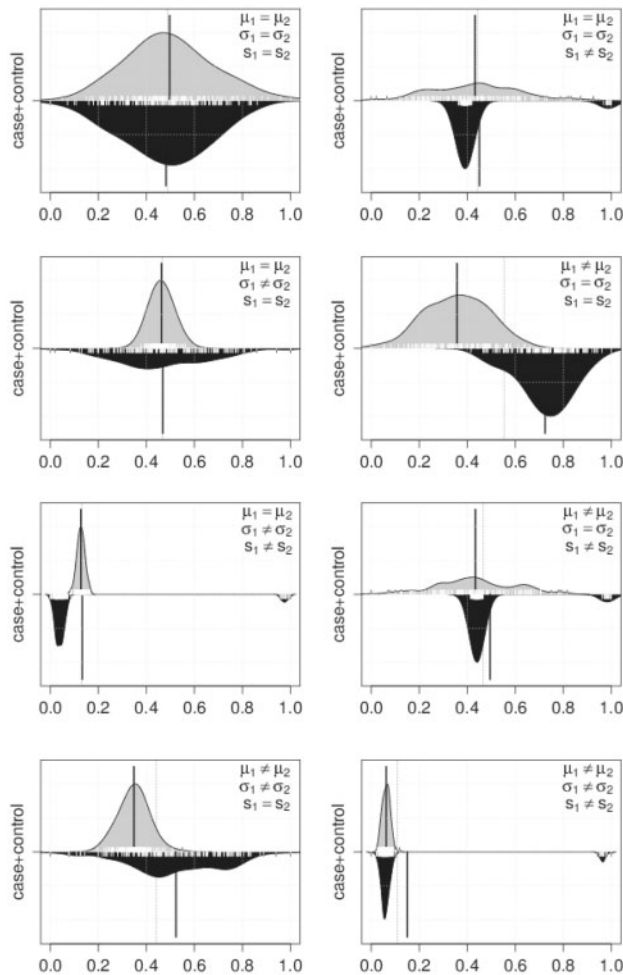 μ₁ = μ₂
σ₁ = σ₂
s₁ = s₂
case+control
0.0 0.2 0.4 0.6 0.8 1.0
μ₁ = μ₂
σ₁ = σ₂
s₁ ≠ s₂
case+control
0.0 0.2 0.4 0.6 0.8 1.0
μ₁ = μ₂
σ₁ ≠ σ₂
s₁ = s₂
case+control
0.0 0.2 0.4 0.6 0.8 1.0
μ₁ ≠ μ₂
σ₁ = σ₂
s₁ = s₂
case+control
0.0 0.2 0.4 0.6 0.8 1.0
μ₁ = μ₂
σ₁ ≠ σ₂
s₁ ≠ s₂
case+control
0.0 0.2 0.4 0.6 0.8 1.0
μ₁ ≠ μ₂
σ₁ = σ₂
s₁ ≠ s₂
case+control
0.0 0.2 0.4 0.6 0.8 1.0
μ₁ ≠ μ₂
σ₁ ≠ σ₂
s₁ = s₂
case+control
0.0 0.2 0.4 0.6 0.8 1.0
μ₁ ≠ μ₂
σ₁ ≠ σ₂
s₁ ≠ s₂
case+control
0.0 0.2 0.4 0.6 0.8 1.0